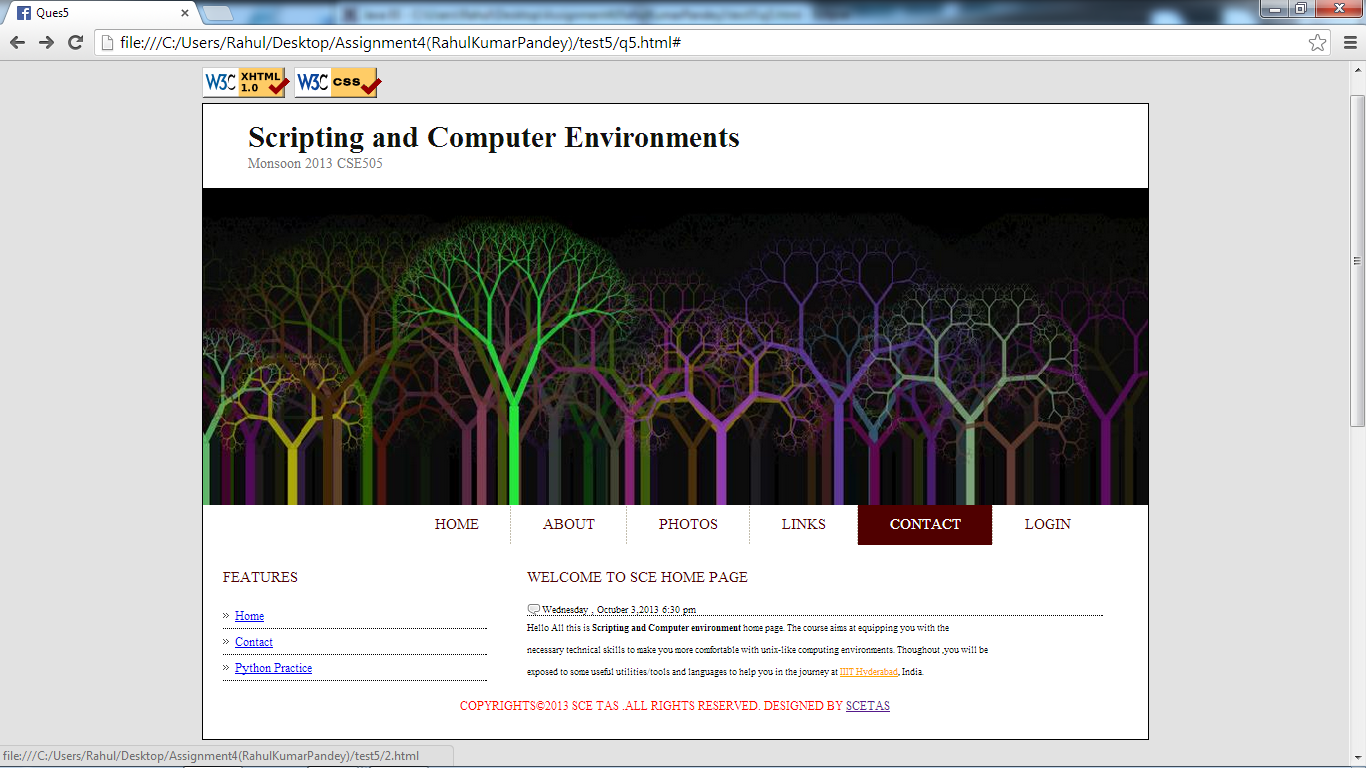 Ques5
file:///C:/Users/Rahul/Desktop/Assignment4(RahulKumarPandey)/test5/q5.html#
W3C XHTML 1.0 W3C CSS
Scripting and Computer Environments
Monsoon 2013 CSE505
HOME ABOUT PHOTOS LINKS CONTACT LOGIN
FEATURES
» Home
» Contact
» Python Practice
WELCOME TO SCE HOME PAGE
Wednesday , Octuber 3,2013 6:30 pm
Hello All this is Scripting and Computer environment home page. The course aims at equipping you with the
necessary technical skills to make you more comfortable with unix-like computing environments. Thoughout ,you will be
exposed to some useful utilities/tools and languages to help you in the journey at IIIT Hyderabad, India.
COPYRIGHTS©2013 SCE TAS .ALL RIGHTS RESERVED. DESIGNED BY SCETAS
file:///C:/Users/Rahul/Desktop/Assignment4(RahulKumarPandey)/test5/2.html